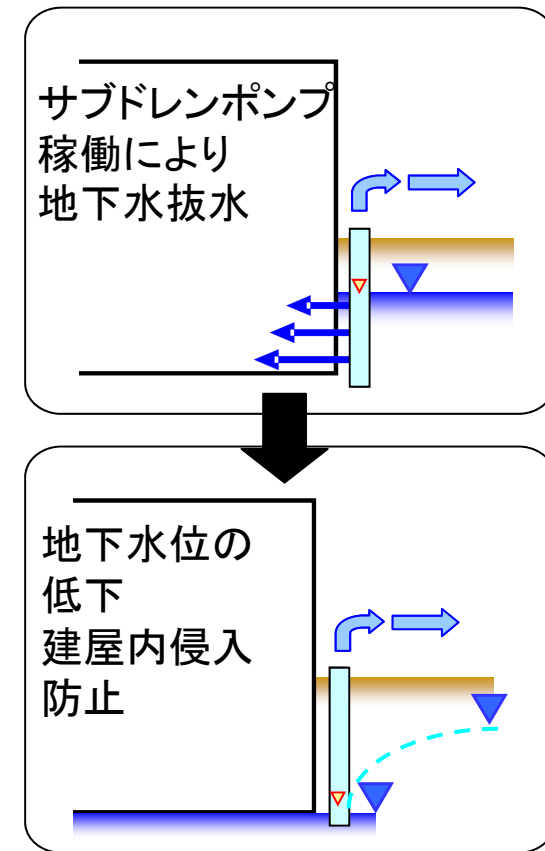 サブドレンポンプ
稼働により
地下水抜水
地下水位の
低下
建屋内侵入
防止